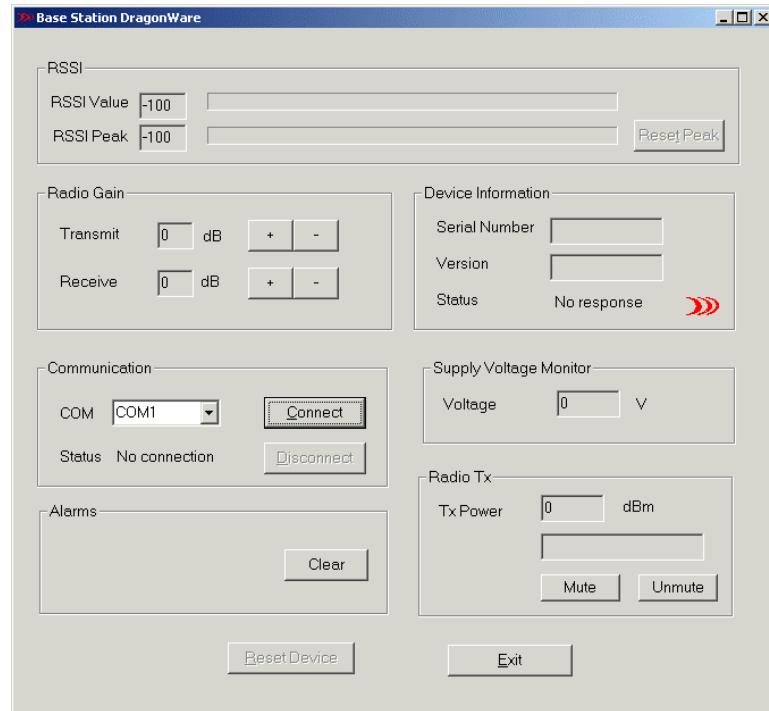 Base Station DragonWare
RSSI
RSSI Value -100
RSSI Peak -100 Reset Peak
Radio Gain
Transmit 0 dB + -
Receive 0 dB + -
Device Information
Serial Number
Version
Status No response
Communication
COM COM1 Connect
Status No connection Disconnect
Supply Voltage Monitor
Voltage 0 V
Alarms
Clear
Radio Tx
Tx Power 0 dBm
Mute Unmute
Reset Device Exit